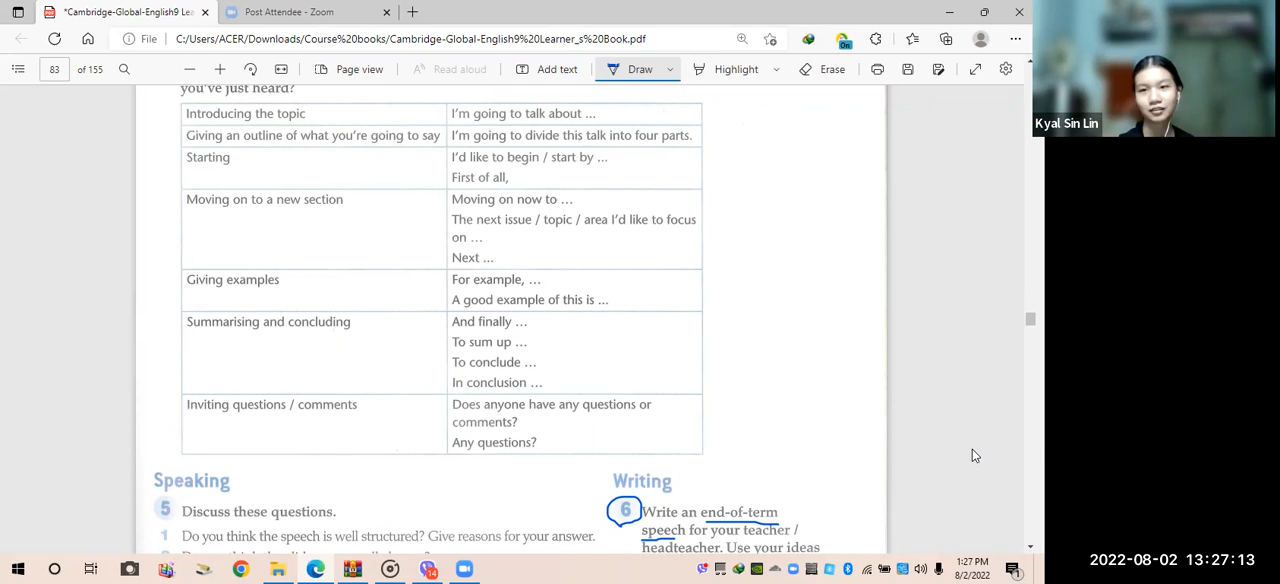 *Cambridge-Global-English9 Lea
Post Attendee - Zoom
File
C:/Users/ACER/Downloads/Course%20books/Cambridge-Global-English9%20Learner_s%20Book.pdf
On
83 of 155
Page view
Read aloud
Add text
Draw
Highlight
Erase
you've just heard?
Introducing the topic
I'm going to talk about ...
Giving an outline of what you're going to say
I'm going to divide this talk into four parts.
Starting
I'd like to begin / start by ...
First of all,
Moving on to a new section
Moving on now to ...
The next issue / topic / area I'd like to focus
on ...
Next ...
Giving examples
For example, ...
A good example of this is ...
Summarising and concluding
And finally ...
To sum up ...
To conclude ...
In conclusion ...
Inviting questions / comments
Does anyone have any questions or
comments?
Any questions?
Speaking
5 Discuss these questions.
1 Do you think the speech is well structured? Give reasons for your answer.
Writing
6 Write an end-of-term
speech for your teacher /
headteacher. Use your ideas
Kyal Sin Lin
14
1:27 PM
8/2/2022
1
2022-08-02 13:27:13